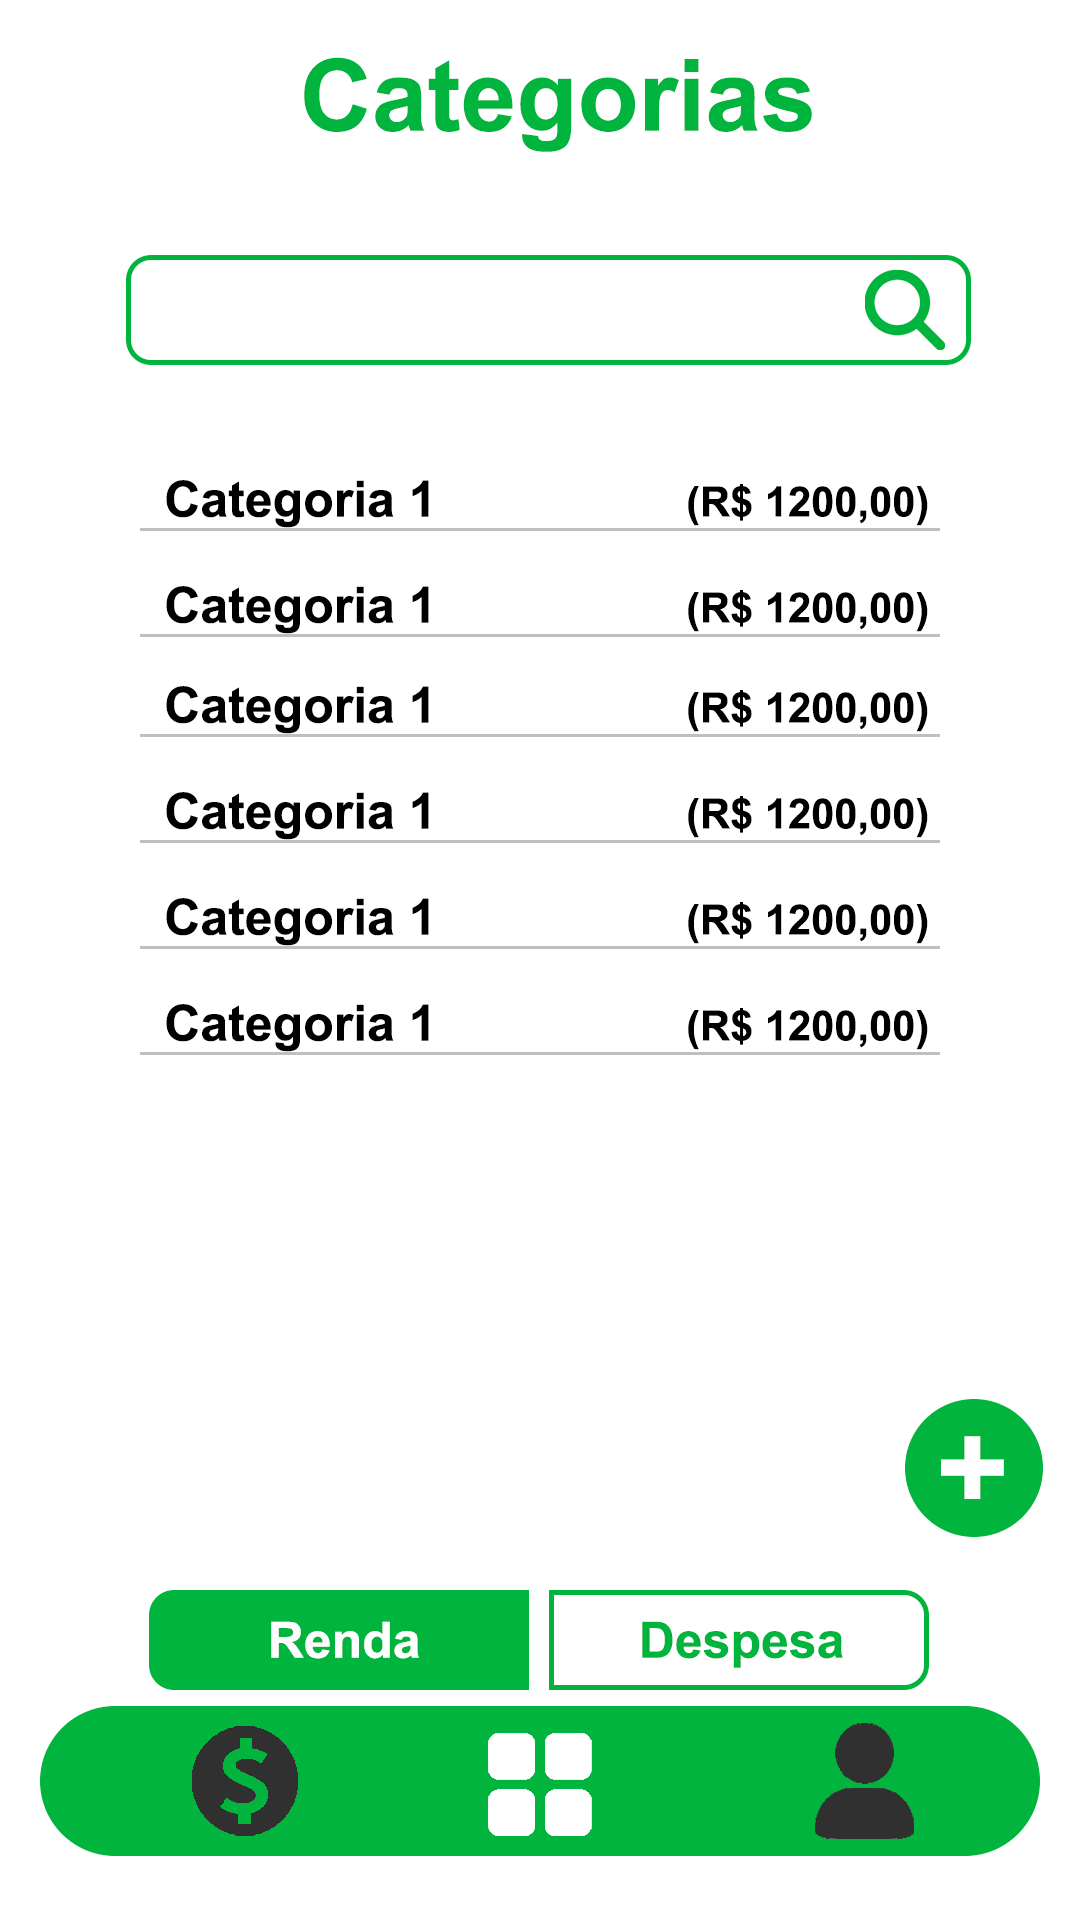 Categorias
Categoria 1 (R$ 1200,00)
Categoria 1 (R$ 1200,00)
Categoria 1 (R$ 1200,00)
Categoria 1 (R$ 1200,00)
Categoria 1 (R$ 1200,00)
Categoria 1 (R$ 1200,00)
+
Renda Despesa
$